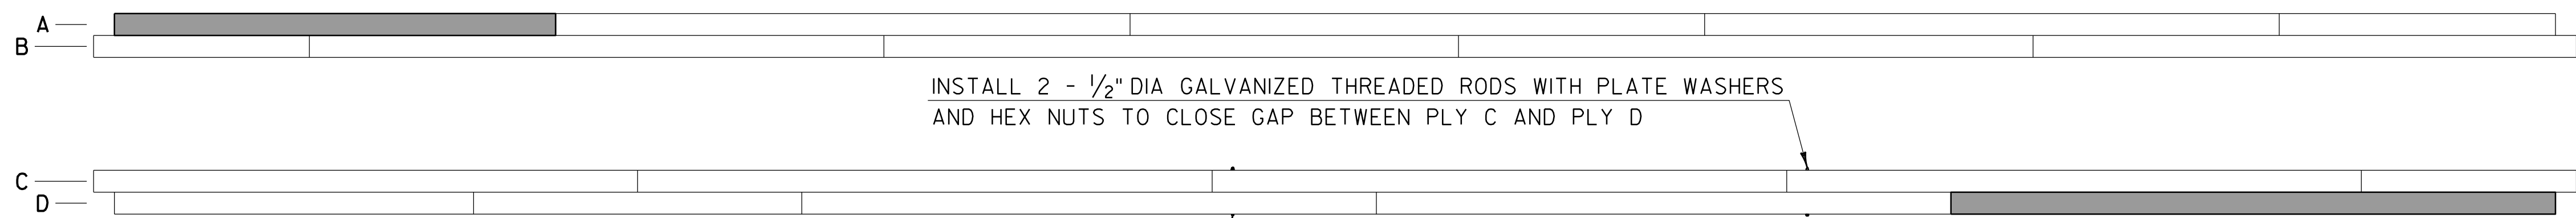 A
B
INSTALL 2 - 1/2" DIA GALVANIZED THREADED RODS WITH PLATE WASHERS
AND HEX NUTS TO CLOSE GAP BETWEEN PLY C AND PLY D
C
D